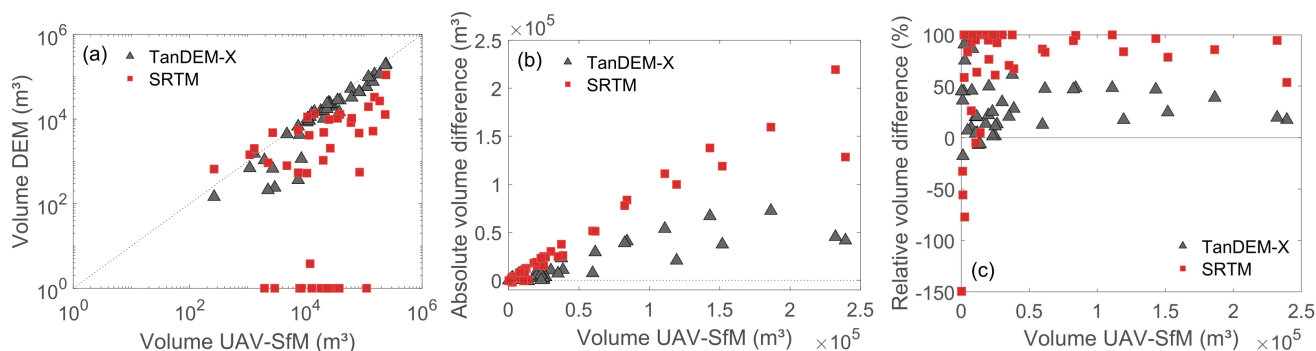 (a)
TanDEM-X
SRTM
Volume DEM (m³)
10⁶
10⁴
10²
10⁰
10⁰
10²
10⁴
10⁶
Volume UAV-SfM (m³)
×10⁵
(b)
TanDEM-X
SRTM
Absolute volume difference (m³)
2.5
2
1.5
1
0.5
0
0
0.5
1
1.5
2
2.5
Volume UAV-SfM (m³)
×10⁵
Relative volume difference (%)
100
50
0
-50
-100
-150
TanDEM-X
SRTM
(c)
0
0.5
1
1.5
2
2.5
Volume UAV-SfM (m³)
×10⁵